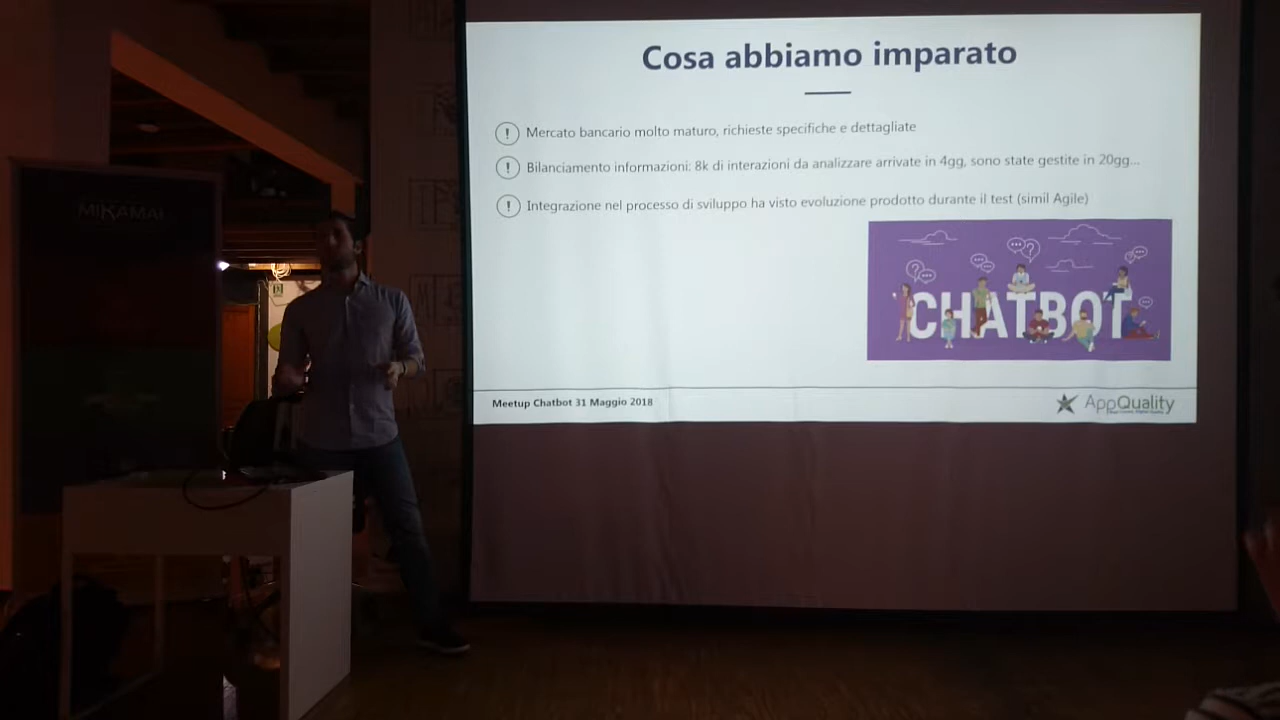 Cosa abbiamo imparato
! Mercato bancario molto maturo, richieste specifiche e dettagliate
! Bilanciamento informazioni: 8k di interazioni da analizzare arrivate in 4gg, sono state gestite in 20gg...
! Integrazione nel processo di sviluppo ha visto evoluzione prodotto durante il test (simil Agile)
MIKAMAI
CHATBOT
Meetup Chatbot 31 Maggio 2018
AppQuality